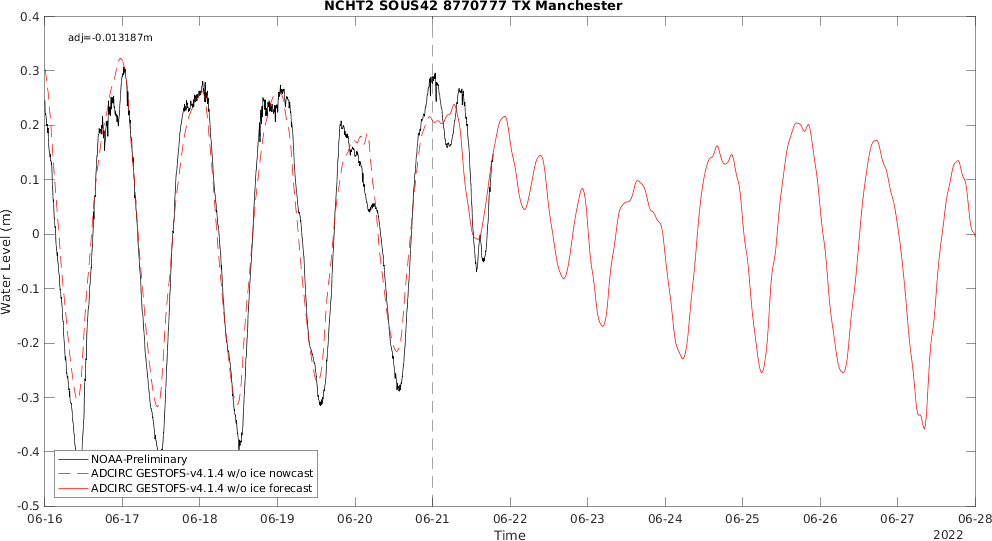 NCHT2 SOUS42 8770777 TX Manchester
adj=-0.013187m
0.4
0.3
0.2
0.1
0
-0.1
-0.2
-0.3
-0.4
-0.5
Water Level (m)
NOAA-Preliminary
ADCIRC GESTOFS-v4.1.4 w/o ice nowcast
ADCIRC GESTOFS-v4.1.4 w/o ice forecast
06-16 06-17 06-18 06-19 06-20 06-21 06-22 06-23 06-24 06-25 06-26 06-27 06-28
Time
2022